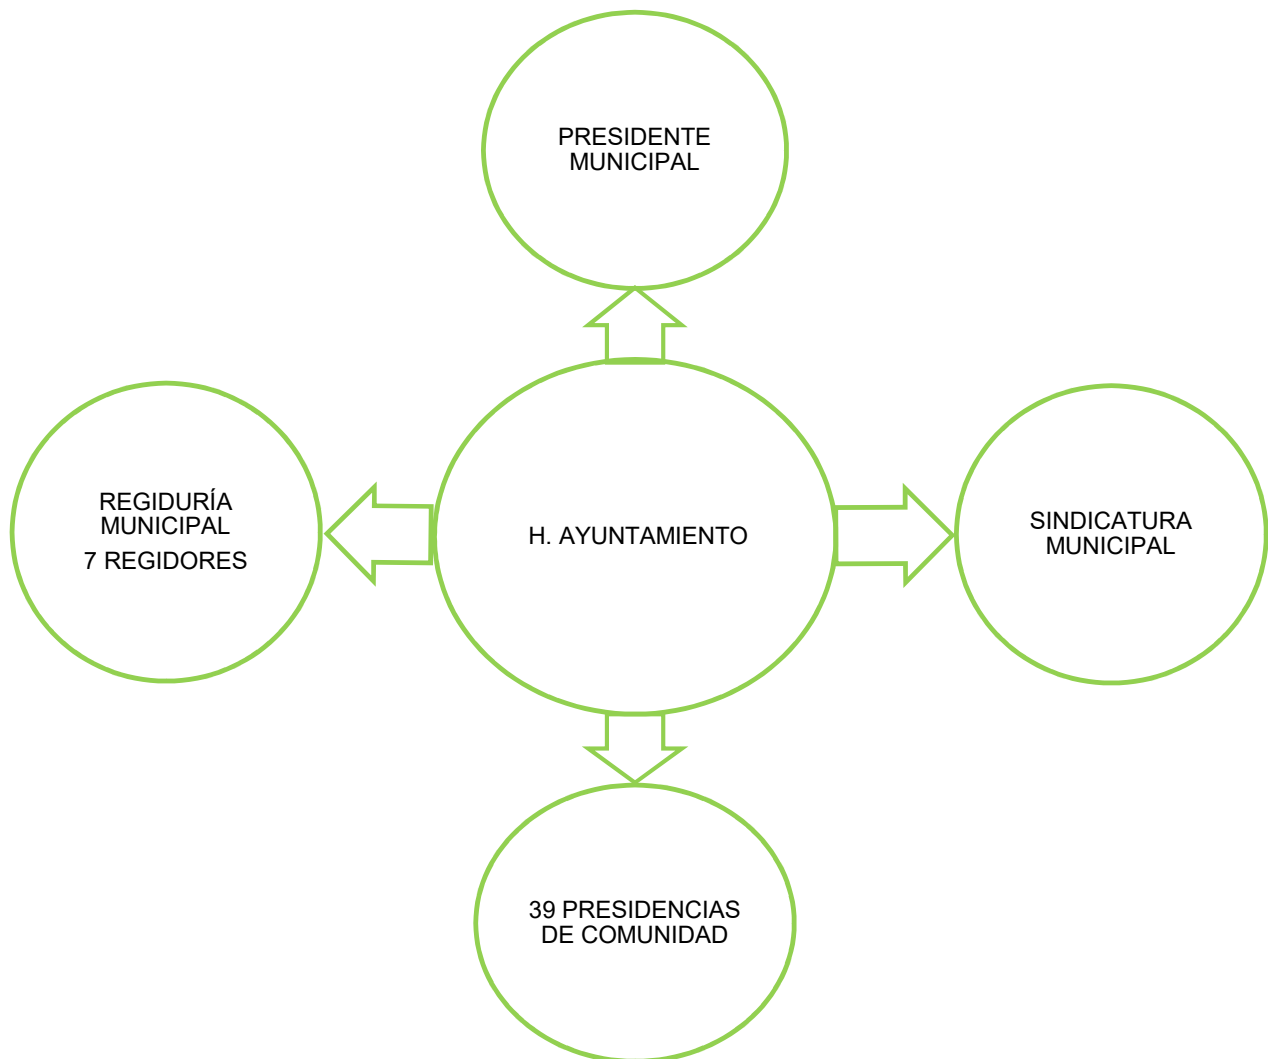 PRESIDENTE
MUNICIPAL
REGIDURÍA
MUNICIPAL
7 REGIDORES
H. AYUNTAMIENTO
SINDICATURA
MUNICIPAL
39 PRESIDENCIAS
DE COMUNIDAD